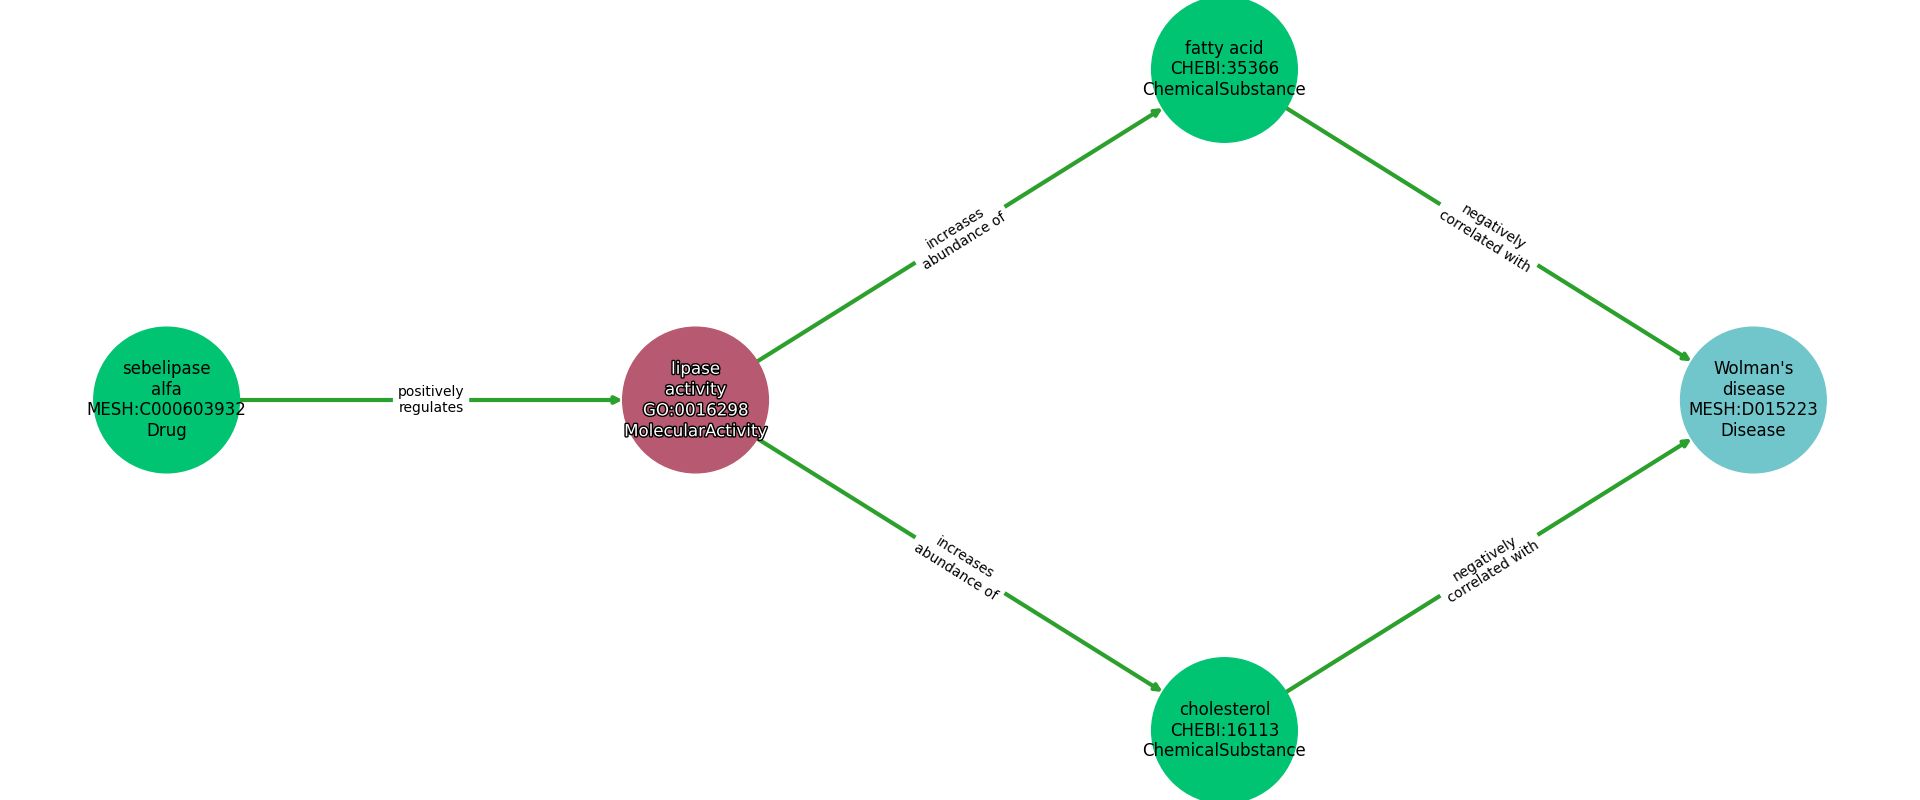 fatty acid
CHEBI:35366
ChemicalSubstance
increases
abundance of
negatively
correlated with
sebelipase
alfa
MESH:C000603932
Drug
positively
regulates
lipase
activity
GO:0016298
MolecularActivity
Wolman's
disease
MESH:D015223
Disease
increases
abundance of
negatively
correlated with
cholesterol
CHEBI:16113
ChemicalSubstance